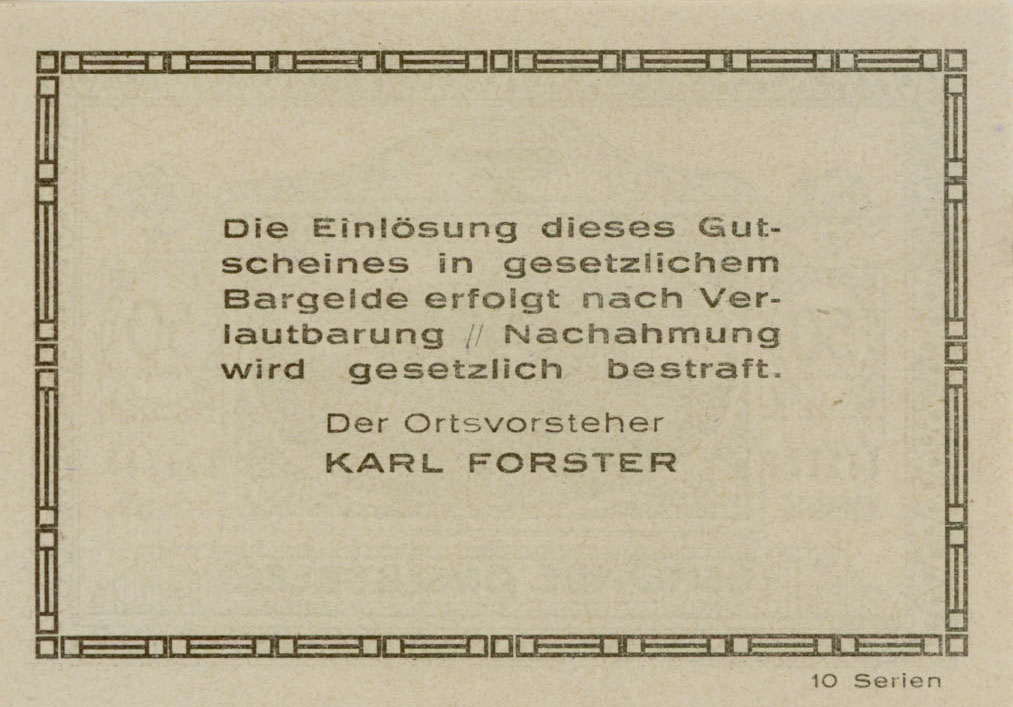 Die Einlösung dieses Gut-
scheines in gesetzlichem
Bargelde erfolgt nach Ver-
lautbarung // Nachahmung
wird gesetzlich bestraft.
Der Ortsvorsteher
KARL FORSTER
10 Serien